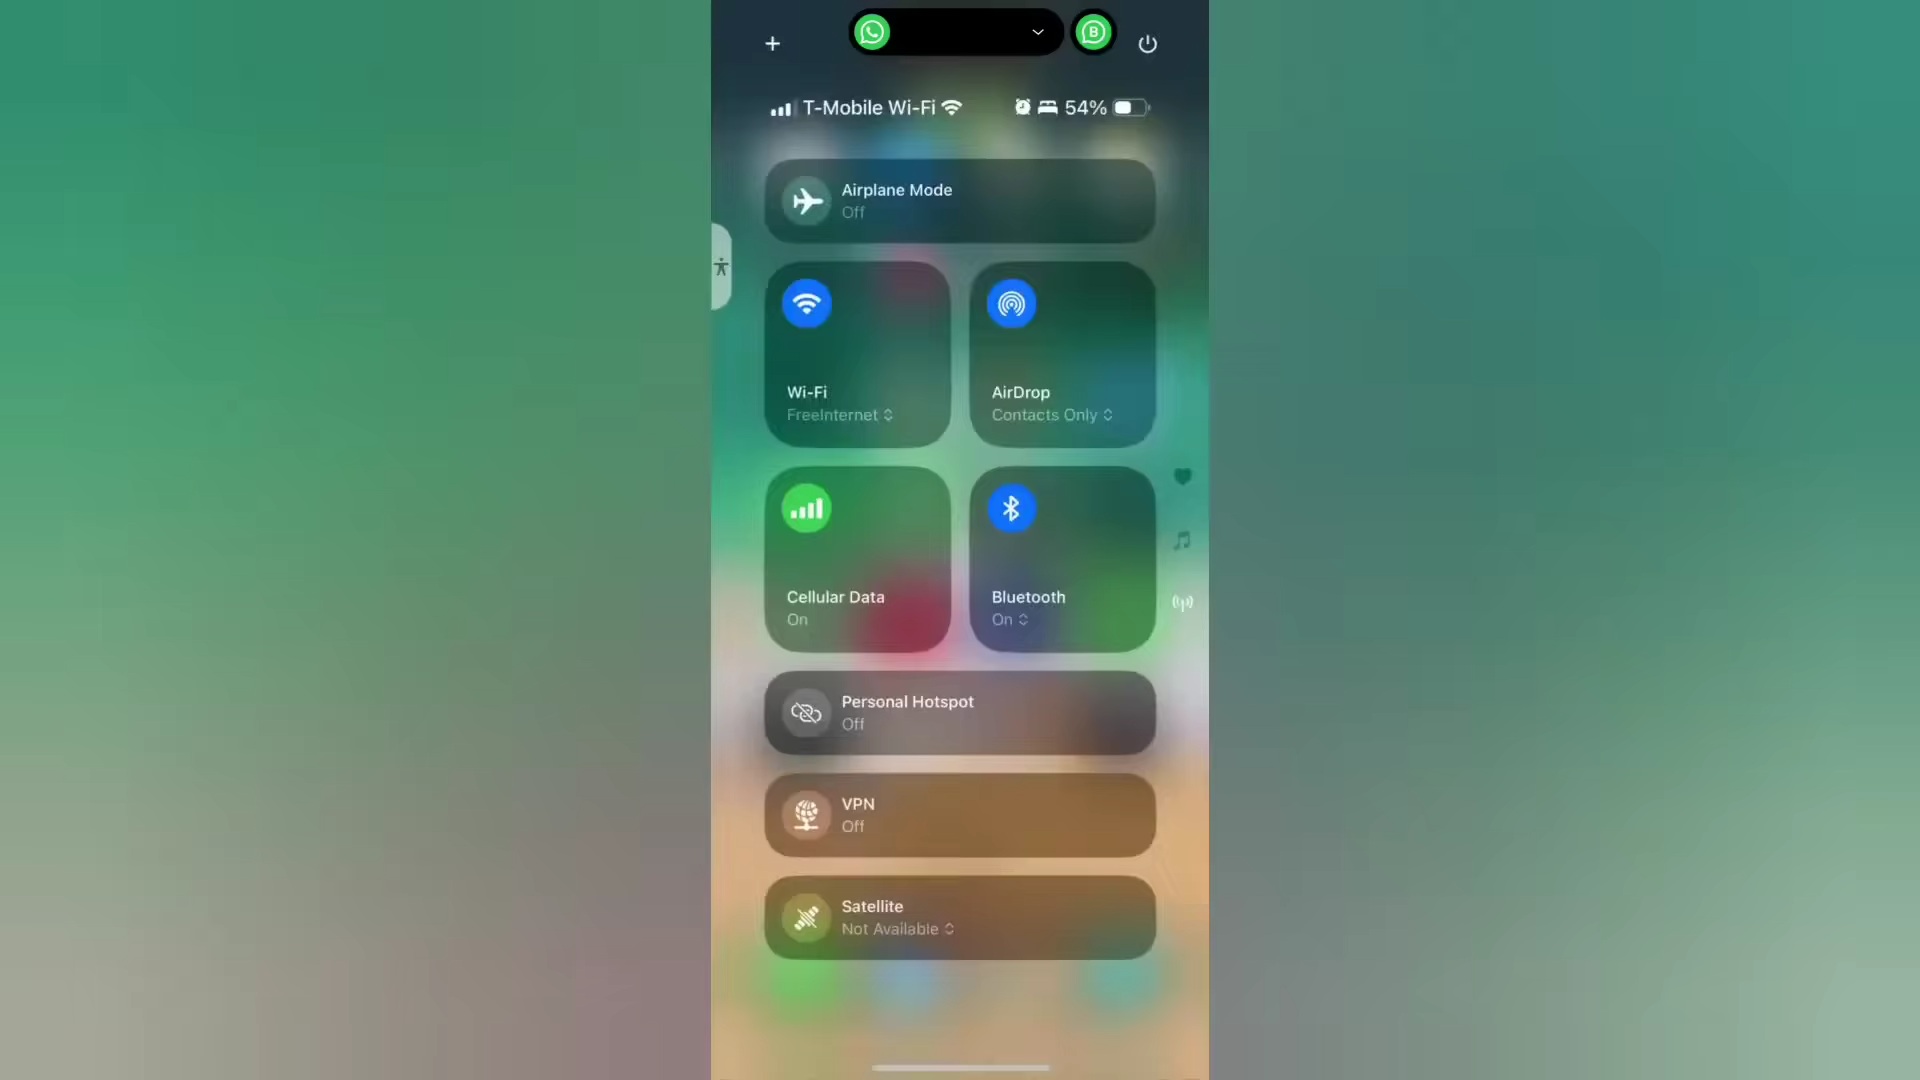 T-Mobile Wi-Fi 54%
Airplane Mode
Off
Wi-Fi
FreeInternet
AirDrop
Contacts Only
Cellular Data
On
Bluetooth
On
Personal Hotspot
Off
VPN
Off
Satellite
Not Available